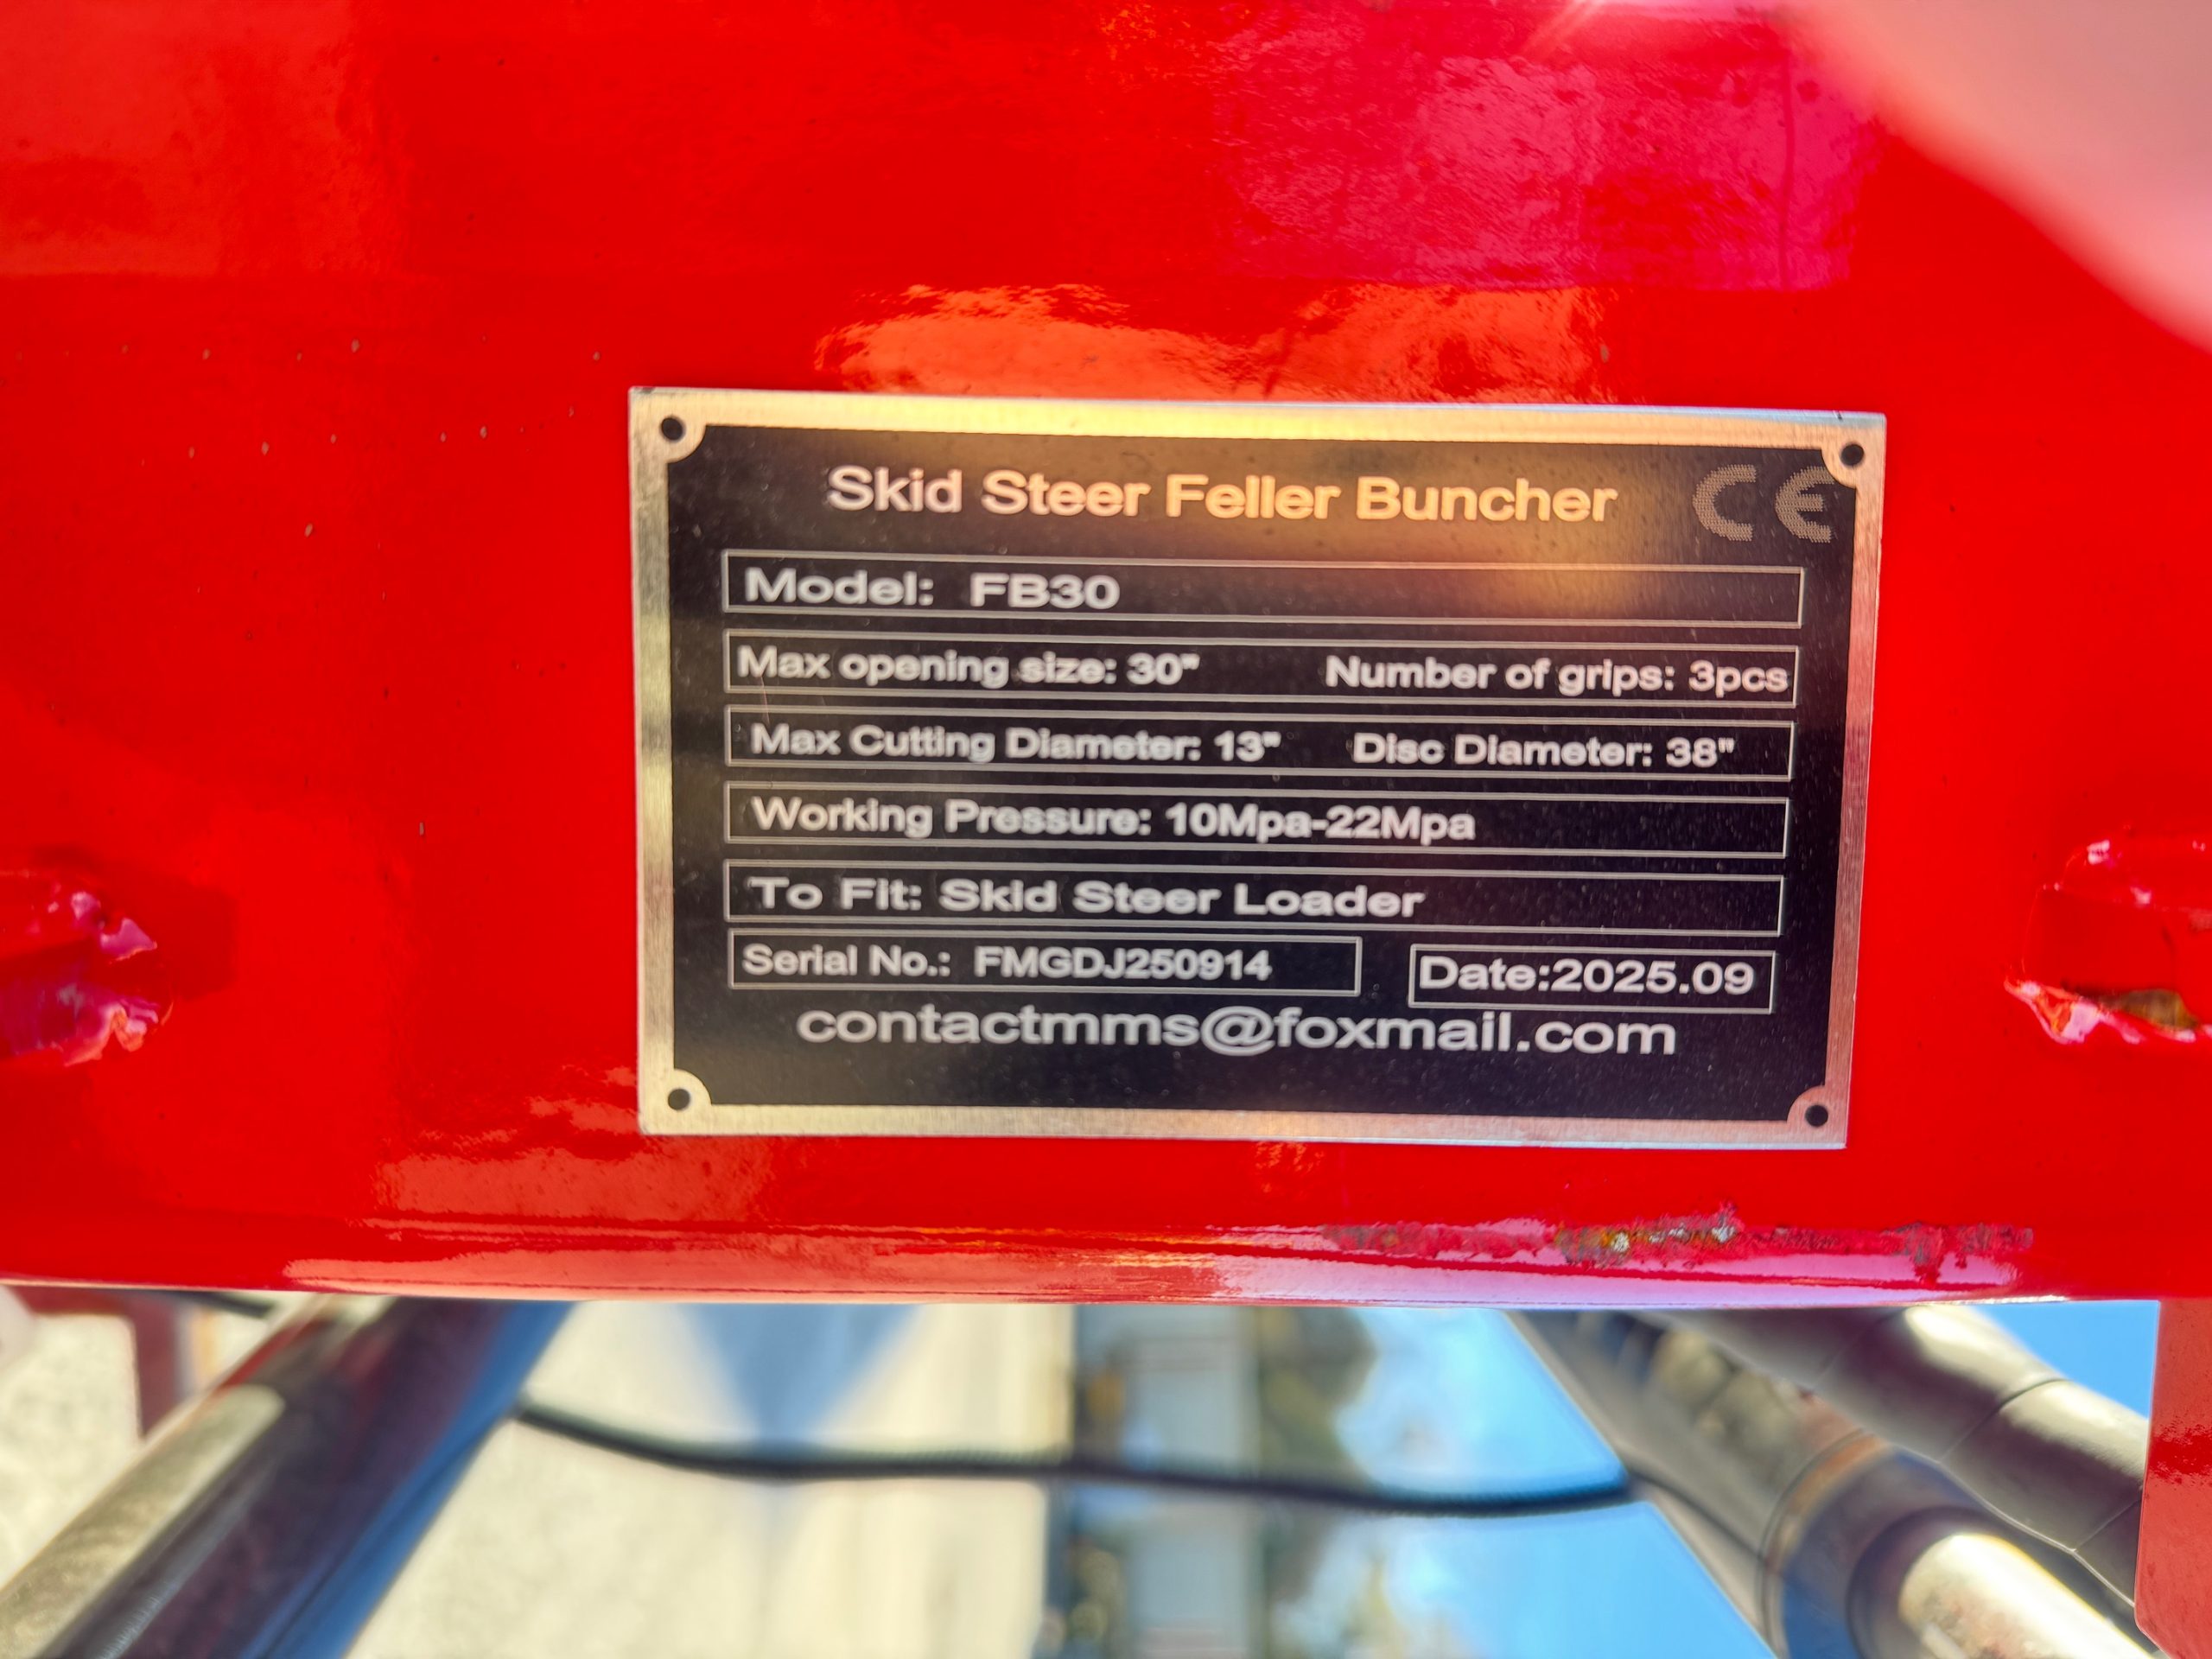 Skid Steer Feller Buncher CE
Model: FB30
Max opening size: 30" Number of grips: 3pcs
Max Cutting Diameter: 13" Disc Diameter: 38"
Working Pressure: 10Mpa-22Mpa
To Fit: Skid Steer Loader
Serial No.: FMGDJ250914 Date:2025.09
contactmms@foxmail.com